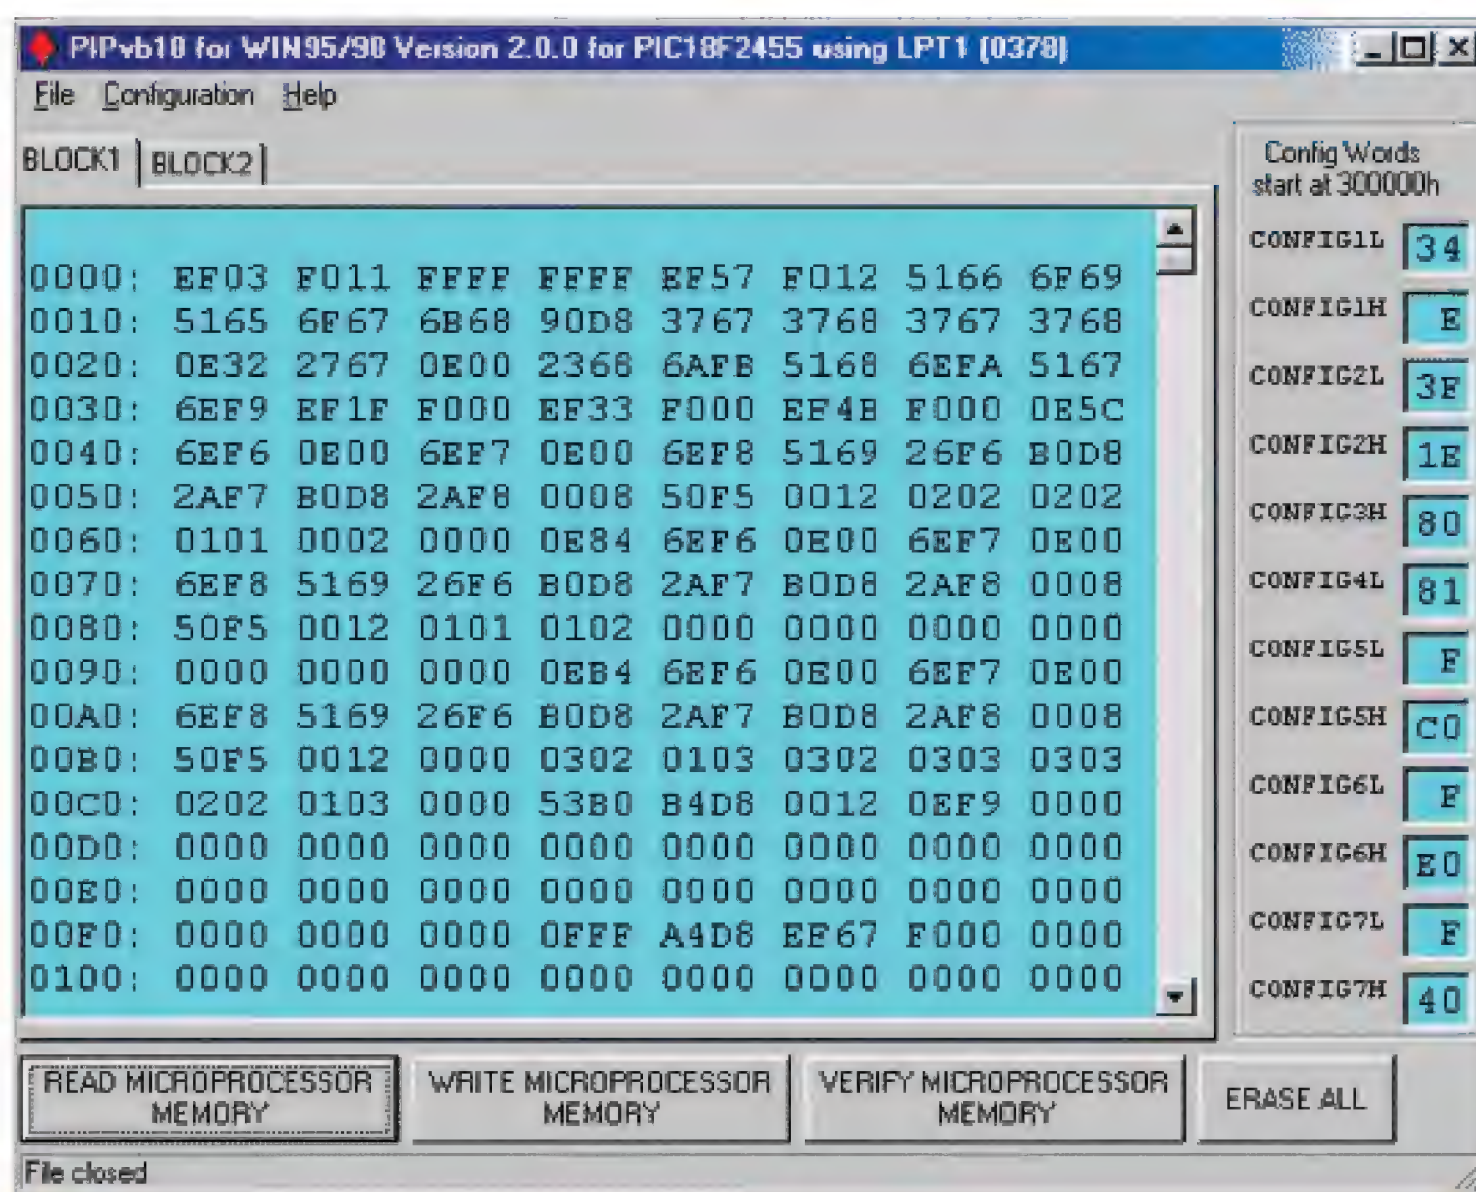 PIPvb18 for WIN95/98 Version 2.0.0 for PIC18F2455 using LPT1 (0378)
File Configuration Help
BLOCK1 BLOCK2
0000: EF03 F011 FFFF FFFF EF57 F012 5166 6F69
0010: 5165 6F67 6B68 90D8 3767 3768 3767 3768
0020: 0E32 2767 0E00 2368 6AFB 5168 6EFA 5167
0030: 6EF9 EF1F F000 EF33 F000 EF4B F000 0E5C
0040: 6EF6 0E00 6EF7 0E00 6EF8 5169 26F6 B0D8
0050: 2AF7 B0D8 2AF8 0008 50F5 0012 0202 0202
0060: 0101 0002 0000 0E84 6EF6 0E00 6EF7 0E00
0070: 6EF8 5169 26F6 B0D8 2AF7 B0D8 2AF8 0008
0080: 50F5 0012 0101 0102 0000 0000 0000 0000
0090: 0000 0000 0000 0EB4 6EF6 0E00 6EF7 0E00
00A0: 6EF8 5169 26F6 B0D8 2AF7 B0D8 2AF8 0008
00B0: 50F5 0012 0000 0302 0103 0302 0303 0303
00C0: 0202 0103 0000 53B0 B4D8 0012 0EF9 0000
00D0: 0000 0000 0000 0000 0000 0000 0000 0000
00E0: 0000 0000 0000 0000 0000 0000 0000 0000
00F0: 0000 0000 0000 0FFF A4D8 EF67 F000 0000
0100: 0000 0000 0000 0000 0000 0000 0000 0000
Config Words
start at 300000h
CONFIG1L 34
CONFIG1H E
CONFIG2L 3F
CONFIG2H 1E
CONFIG3H 80
CONFIG4L 81
CONFIG5L F
CONFIG5H C0
CONFIG6L F
CONFIG6H E0
CONFIG7L F
CONFIG7H 40
READ MICROPROCESSOR
MEMORY
WRITE MICROPROCESSOR
MEMORY
VERIFY MICROPROCESSOR
MEMORY
ERASE ALL
File closed